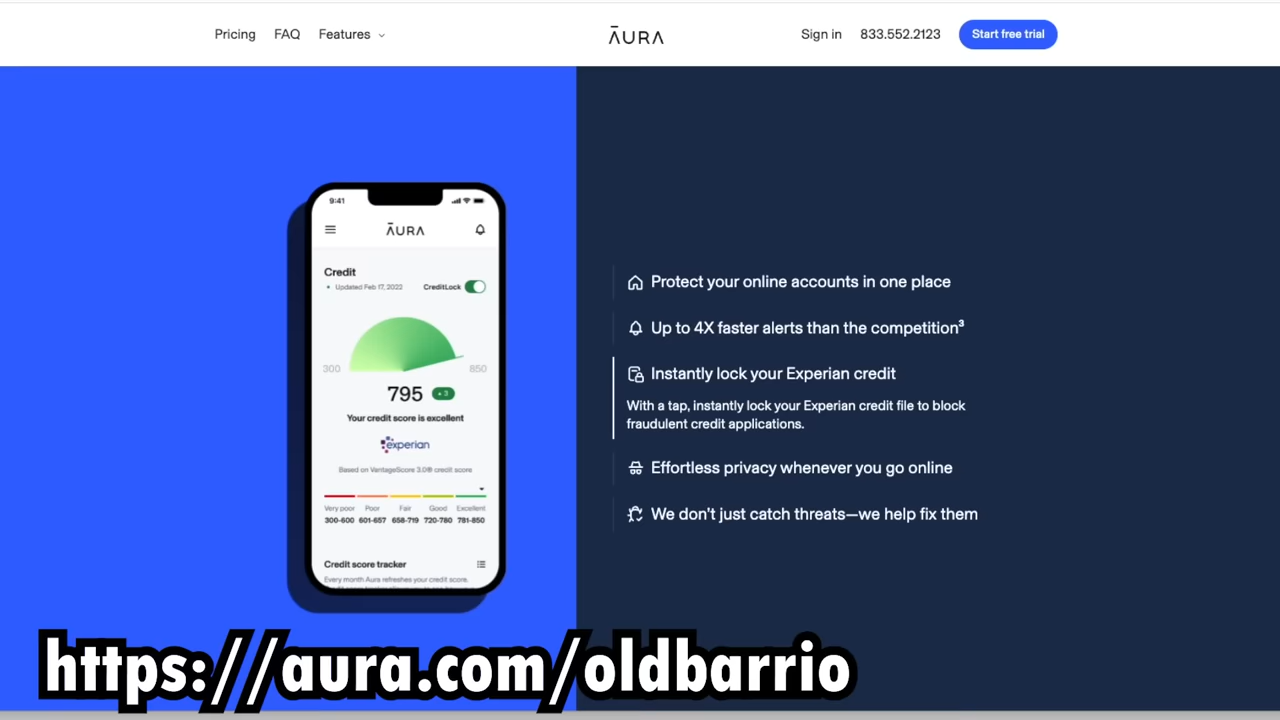 Pricing FAQ Features
ĀURA
Sign in 833.552.2123 Start free trial
9:41
ĀURA
Credit
• Updated Feb 17, 2022 CreditLock
300 850
795 +3
Your credit score is excellent
experian
Based on VantageScore 3.0® credit score
Very poor Poor Fair Good Excellent
300-600 601-657 658-719 720-780 781-850
Credit score tracker
Every month Aura refreshes your credit score.
Protect your online accounts in one place
Up to 4X faster alerts than the competition³
Instantly lock your Experian credit
With a tap, instantly lock your Experian credit file to block
fraudulent credit applications.
Effortless privacy whenever you go online
We don't just catch threats—we help fix them
https://aura.com/oldbarrio